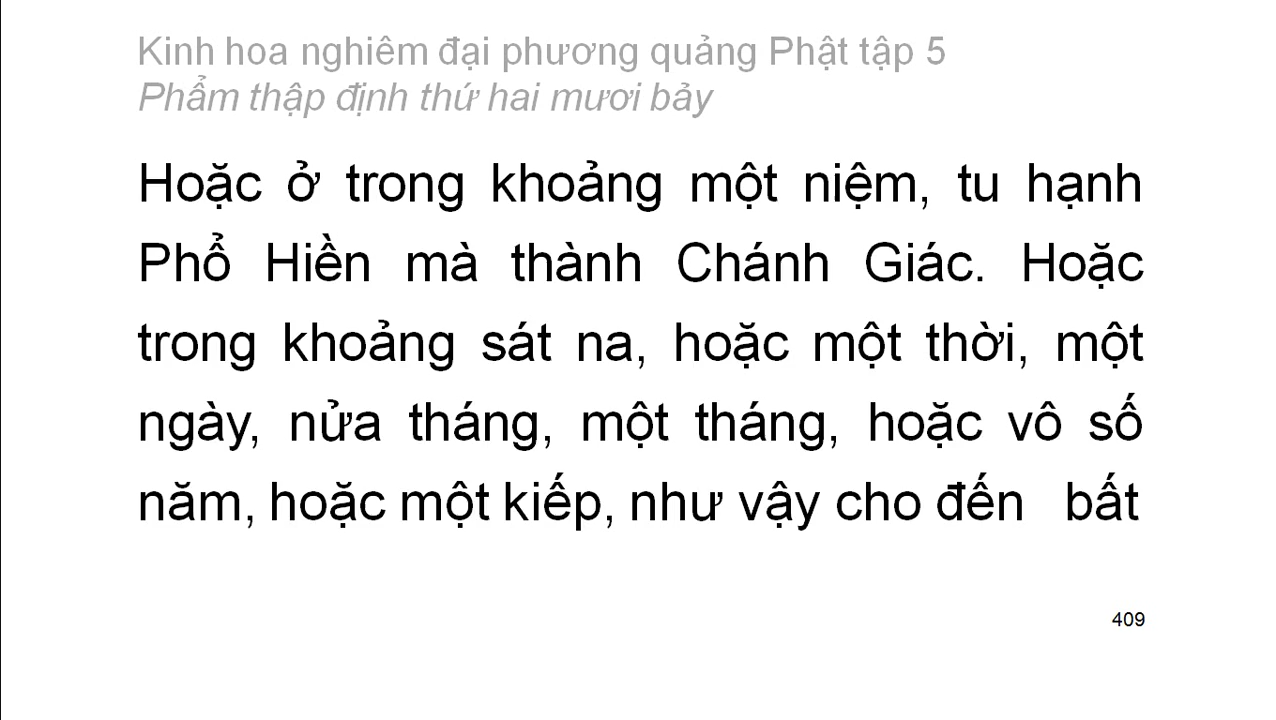 Kinh hoa nghiêm đại phương quảng Phật tập 5
Phẩm thập định thứ hai mươi bảy
Hoặc ở trong khoảng một niệm, tu hạnh
Phổ Hiền mà thành Chánh Giác. Hoặc
trong khoảng sát na, hoặc một thời, một
ngày, nửa tháng, một tháng, hoặc vô số
năm, hoặc một kiếp, như vậy cho đến bất
409